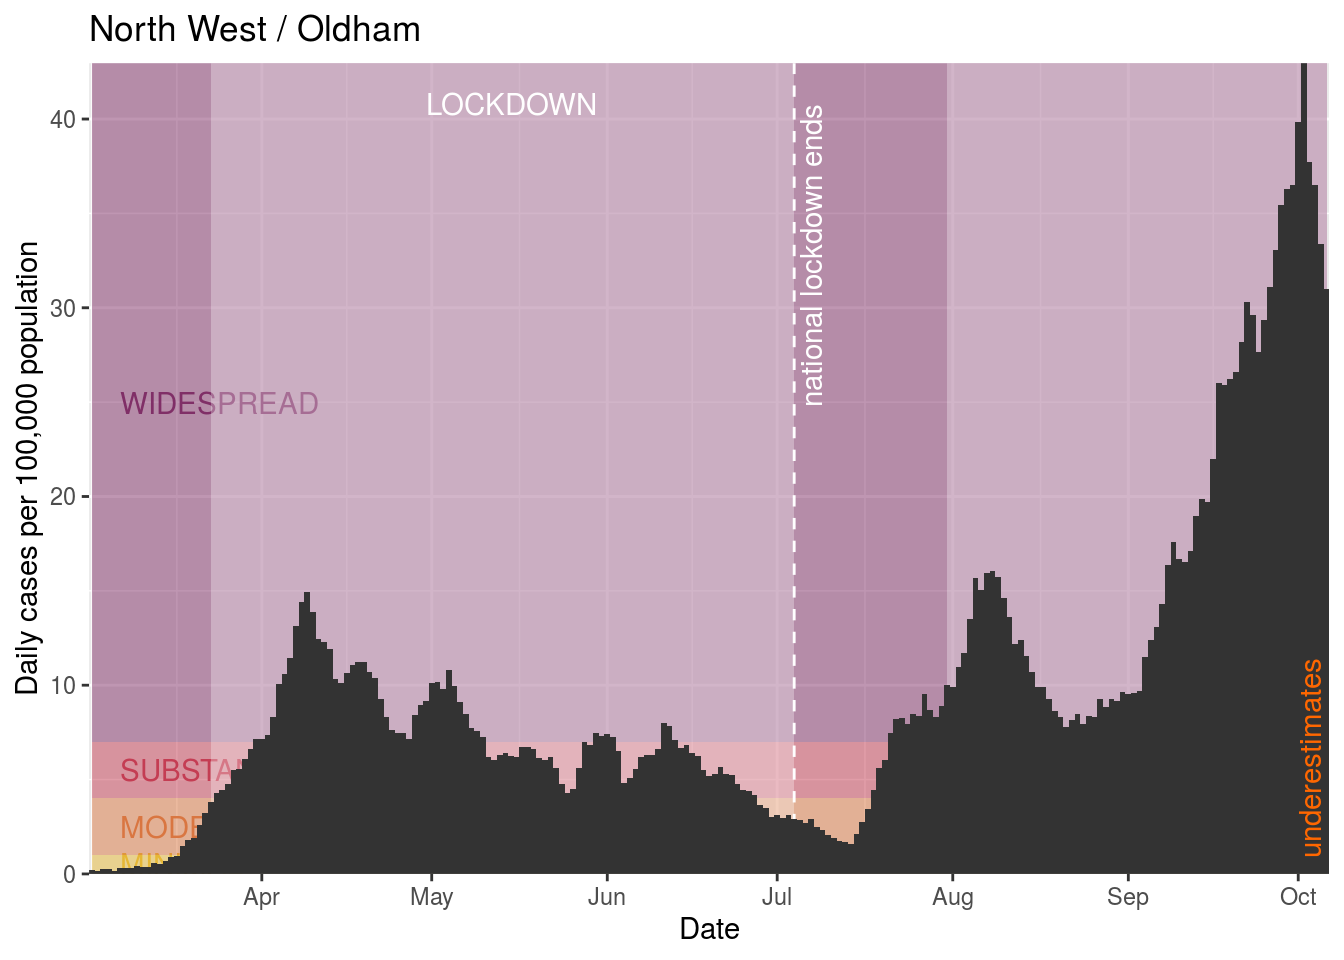 North West / Oldham
LOCKDOWN
national lockdown ends
WIDESPREAD
SUBSTA
MODE
MIN
underestimates
Daily cases per 100,000 population
40
30
20
10
0
Apr
May
Jun
Jul
Aug
Sep
Oct
Date